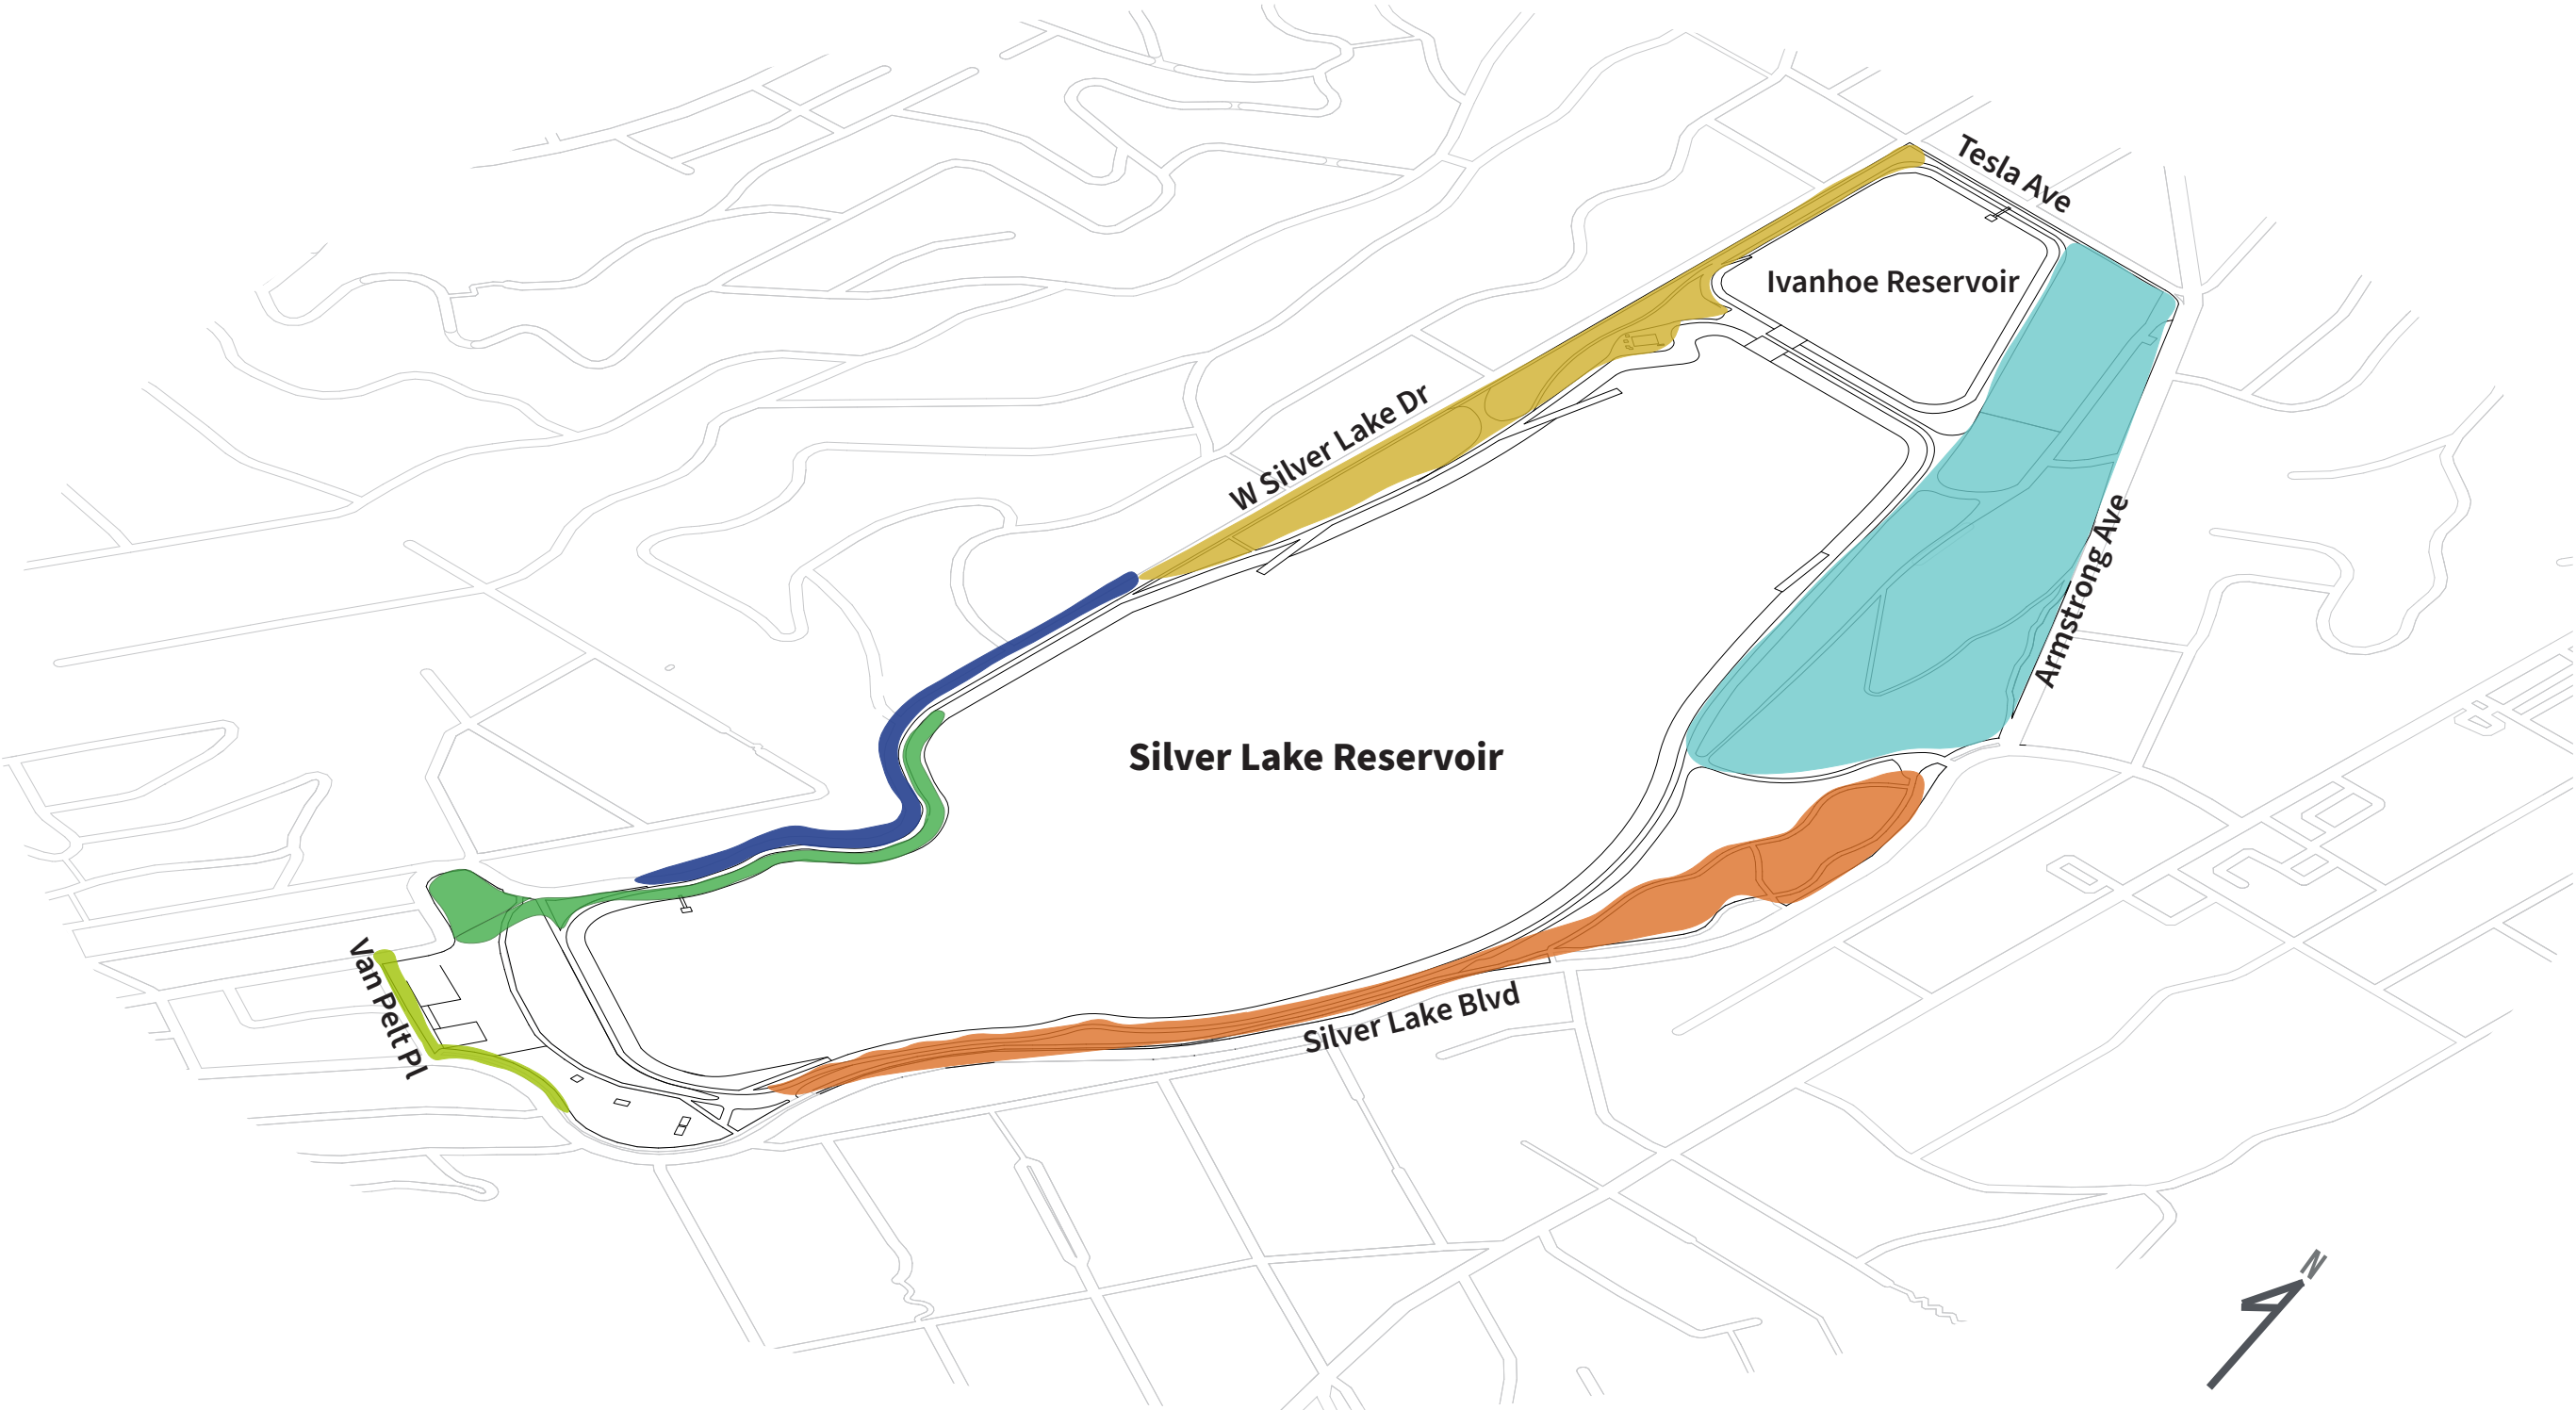 Tesla Ave
Ivanhoe Reservoir
W Silver Lake Dr
Armstrong Ave
Silver Lake Reservoir
Van Pelt Pl
Silver Lake Blvd
N